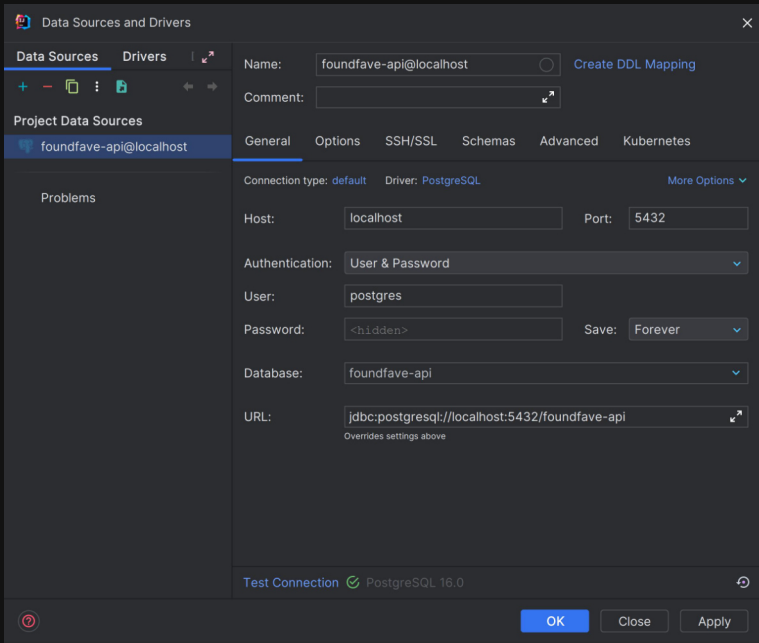 Data Sources and Drivers
Data Sources Drivers
Project Data Sources
foundfave-api@localhost
Problems
Name: foundfave-api@localhost Create DDL Mapping
Comment:
General Options SSH/SSL Schemas Advanced Kubernetes
Connection type: default Driver: PostgreSQL More Options
Host: localhost Port: 5432
Authentication: User & Password
User: postgres
Password: <hidden> Save: Forever
Database: foundfave-api
URL: jdbc:postgresql://localhost:5432/foundfave-api
Overrides settings above
Test Connection PostgreSQL 16.0
OK Close Apply